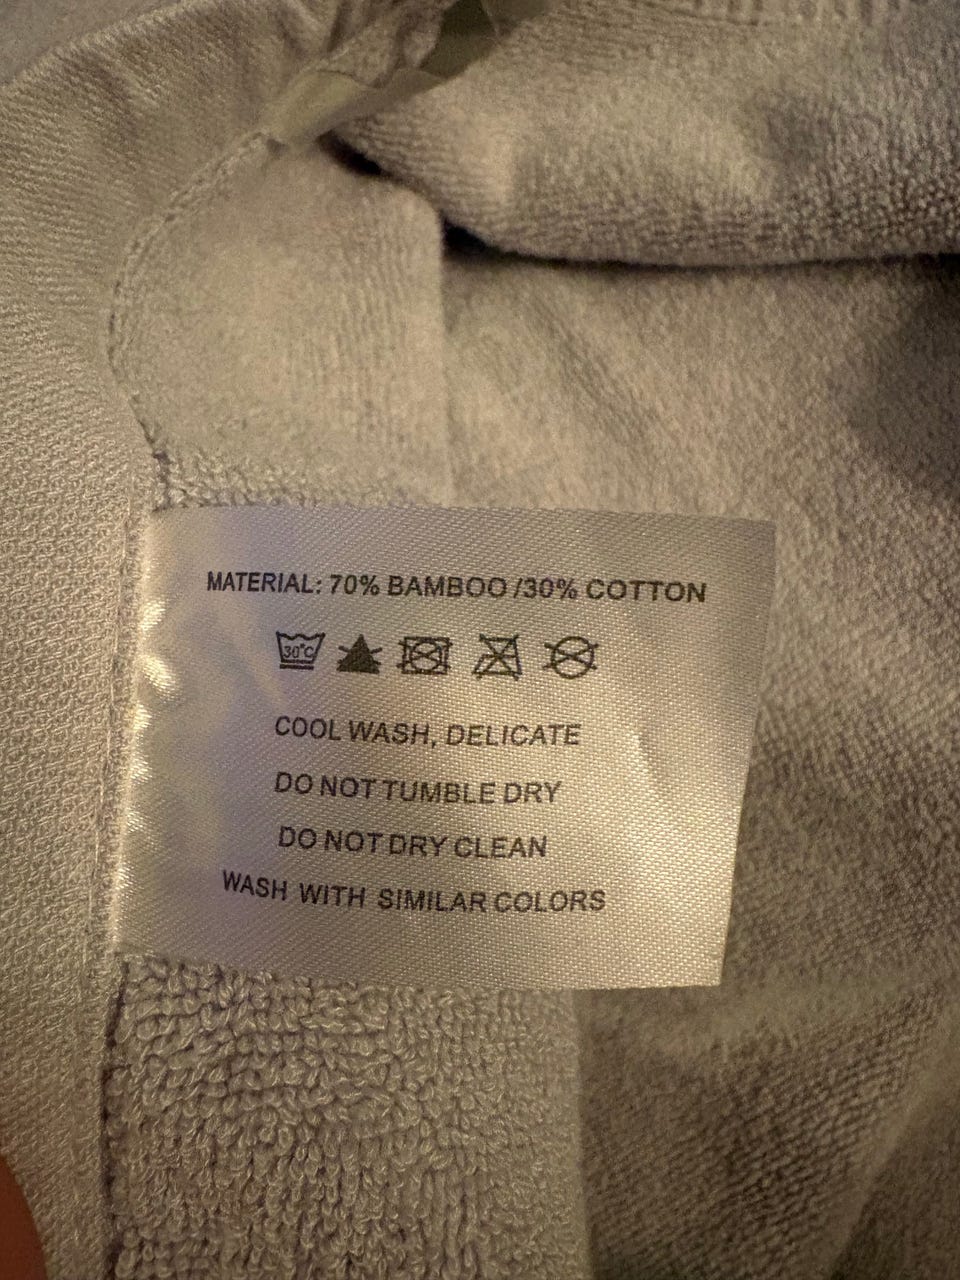 MATERIAL: 70% BAMBOO /30% COTTON
30°C
COOL WASH, DELICATE
DO NOT TUMBLE DRY
DO NOT DRY CLEAN
WASH WITH SIMILAR COLORS